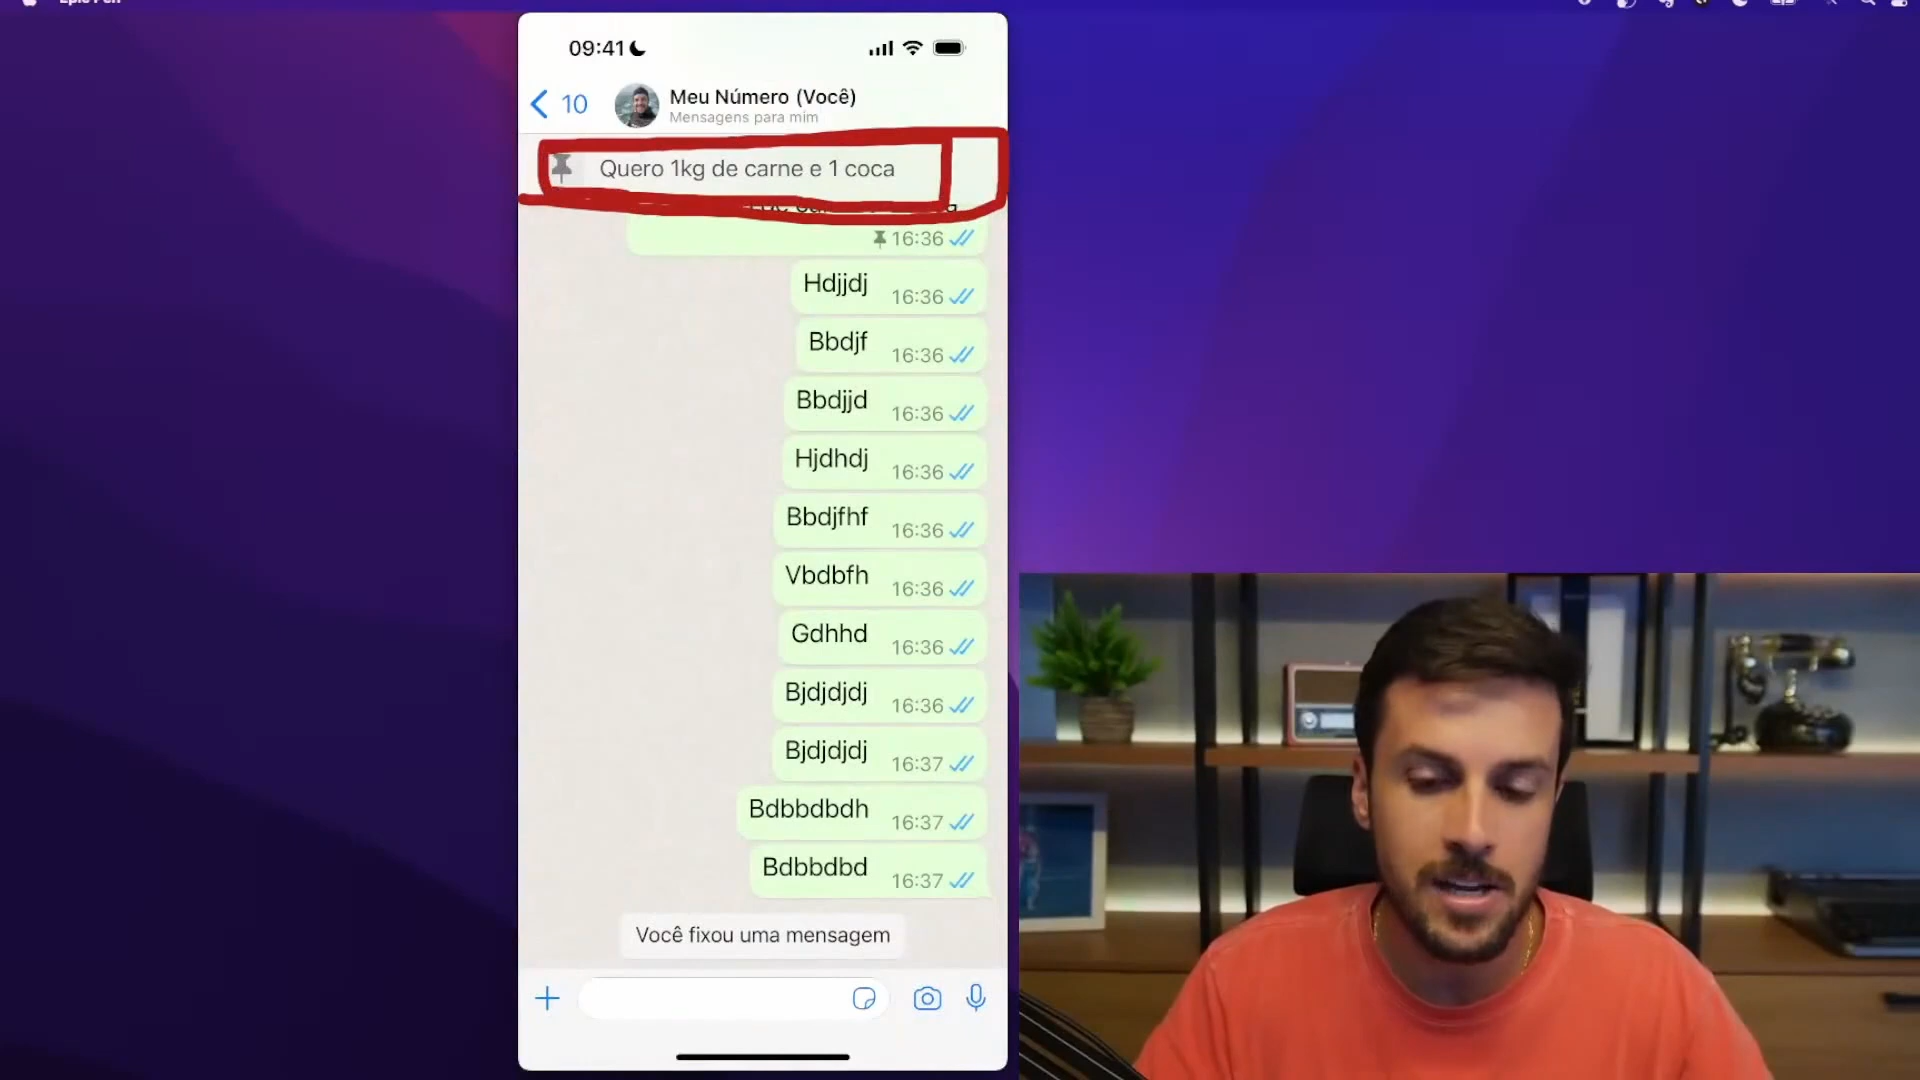 Epic Pen
09:41
10
Meu Número (Você)
Mensagens para mim
Quero 1kg de carne e 1 coca
16:36
Hdjjdj
16:36
Bbdjf
16:36
Bbdjjd
16:36
Hjdhdj
16:36
Bbdjfhf
16:36
Vbdbfh
16:36
Gdhhd
16:36
Bjdjdjdj
16:36
Bjdjdjdj
16:37
Bdbbdbdh
16:37
Bdbbdbd
16:37
Você fixou uma mensagem